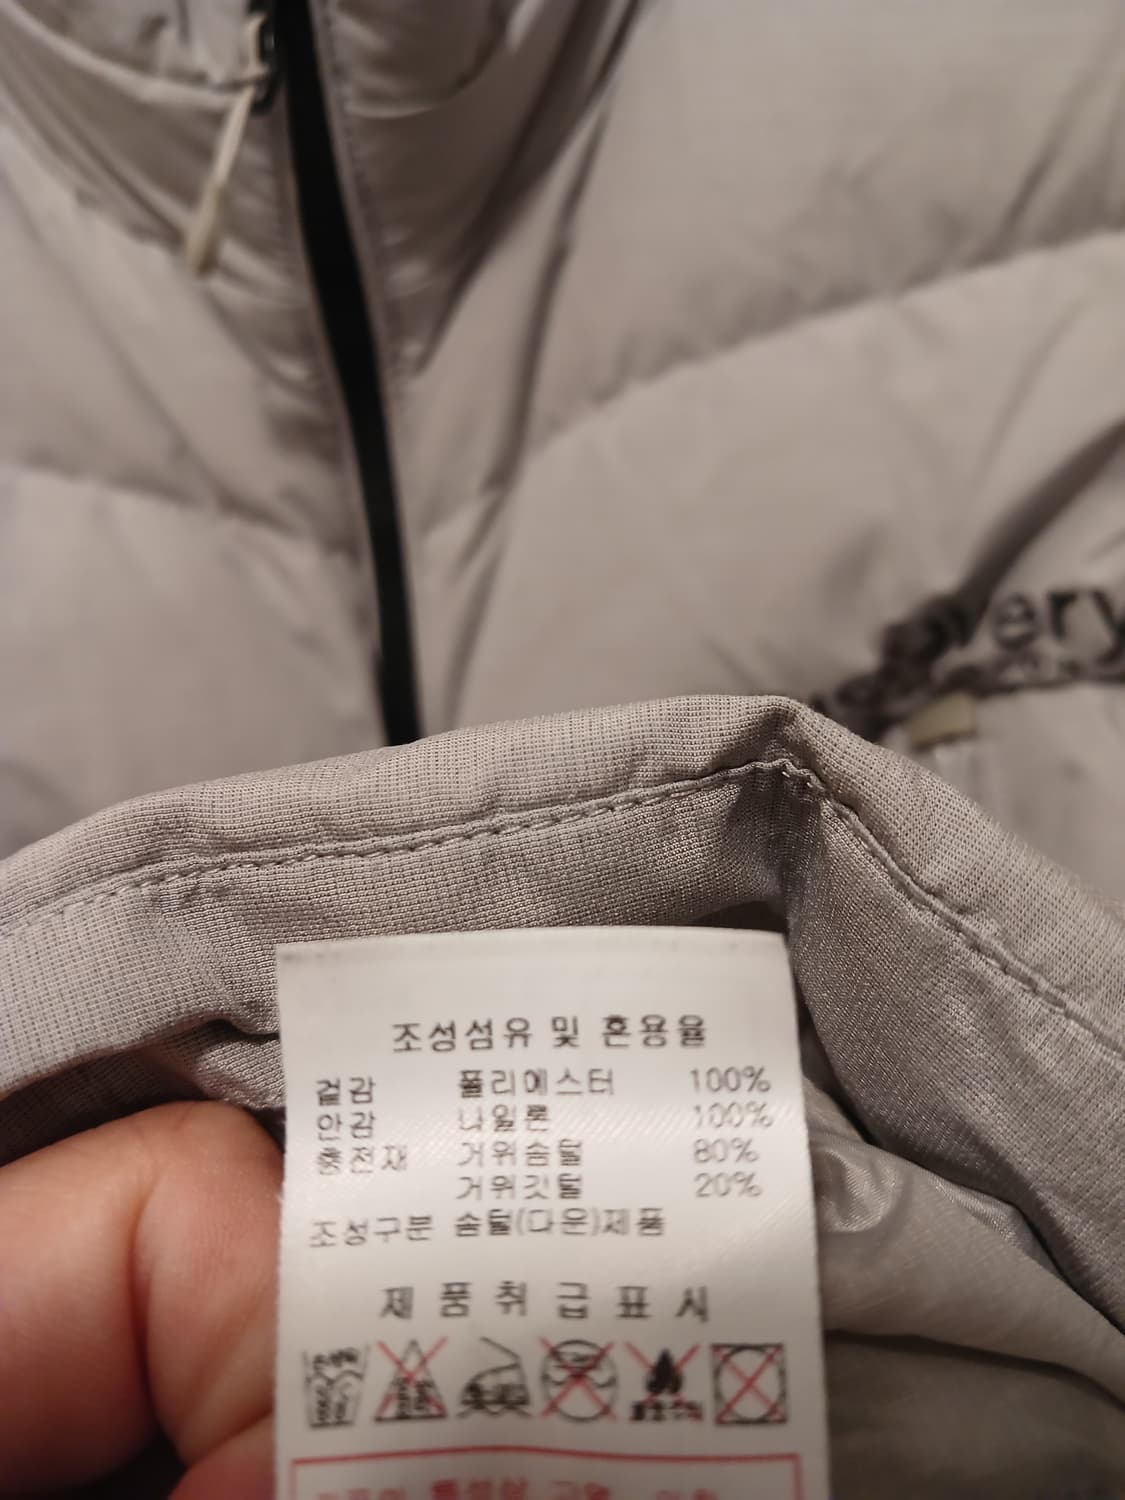 very
조성섬유 및 혼용율
겉감 폴리에스터 100%
안감 나일론 100%
충전재 거위솜털 80%
거위깃털 20%
조성구분 솜털(다운)제품
제품취급표시